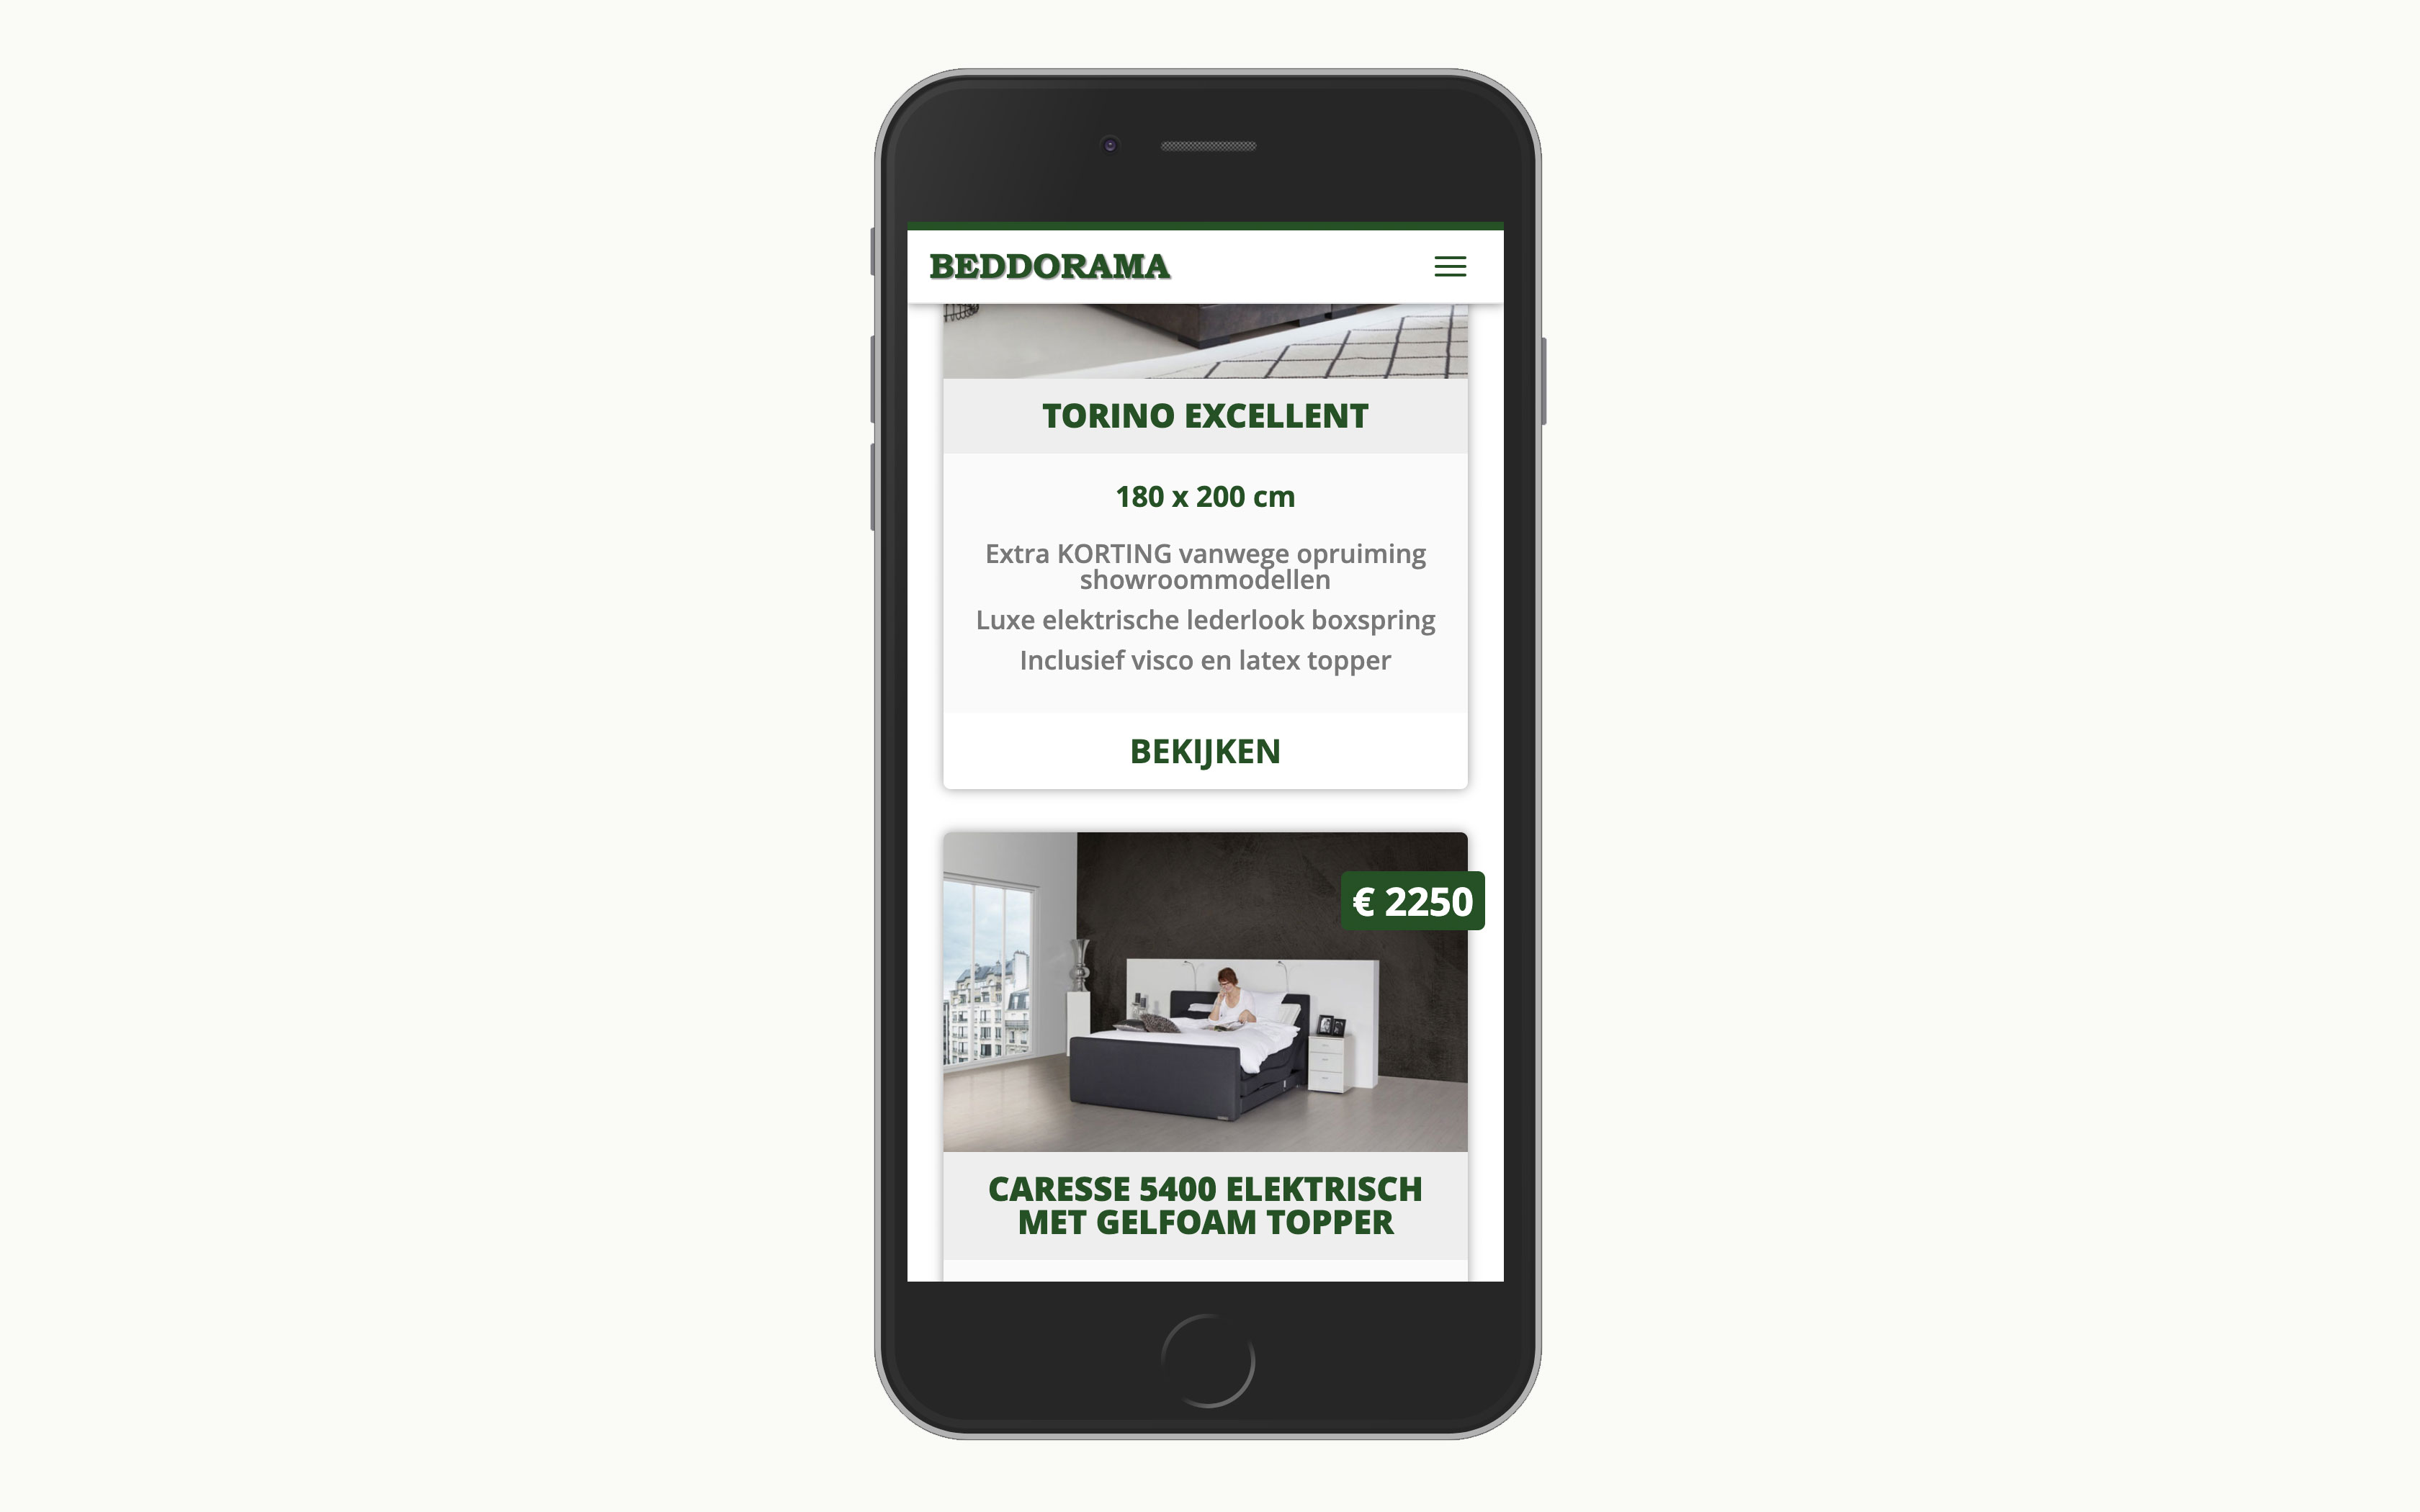 BEDDORAMA
TORINO EXCELLENT
180 x 200 cm
Extra KORTING vanwege opruiming
showroommodellen
Luxe elektrische lederlook boxspring
Inclusief visco en latex topper
BEKIJKEN
€ 2250
CARESSE 5400 ELEKTRISCH
MET GELFOAM TOPPER